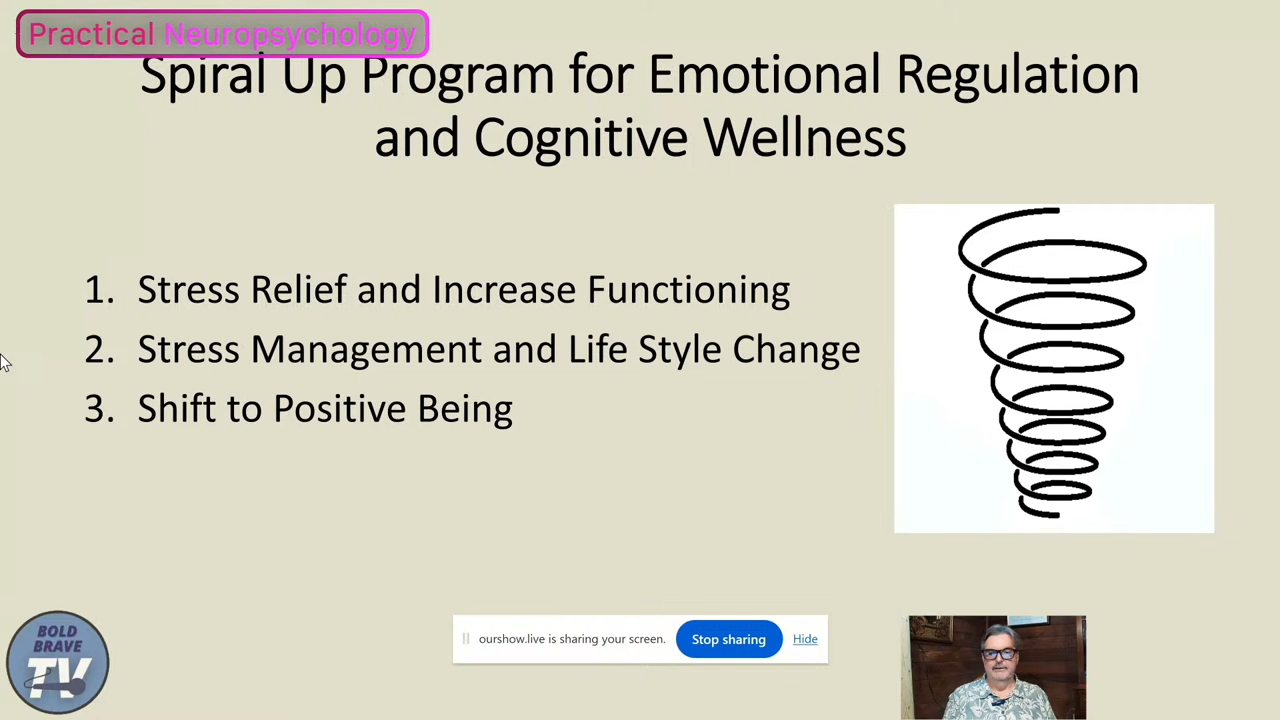 Practical Neuropsychology
Spiral Up Program for Emotional Regulation
and Cognitive Wellness
1. Stress Relief and Increase Functioning
2. Stress Management and Life Style Change
3. Shift to Positive Being
BOLD
BRAVE
TV
ourshow.live is sharing your screen.
Stop sharing
Hide